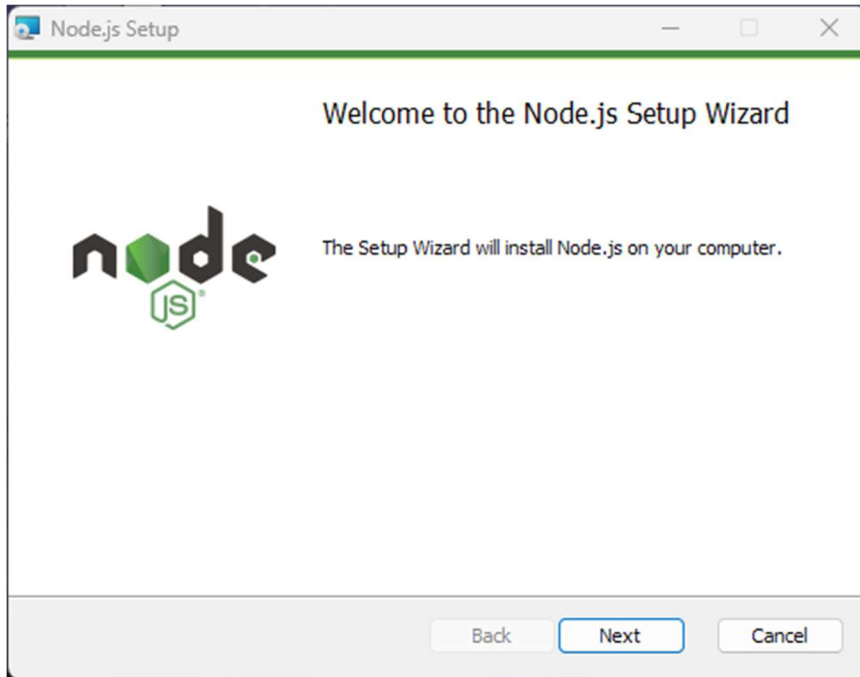 Node.js Setup
Welcome to the Node.js Setup Wizard
node
JS
The Setup Wizard will install Node.js on your computer.
Back
Next
Cancel